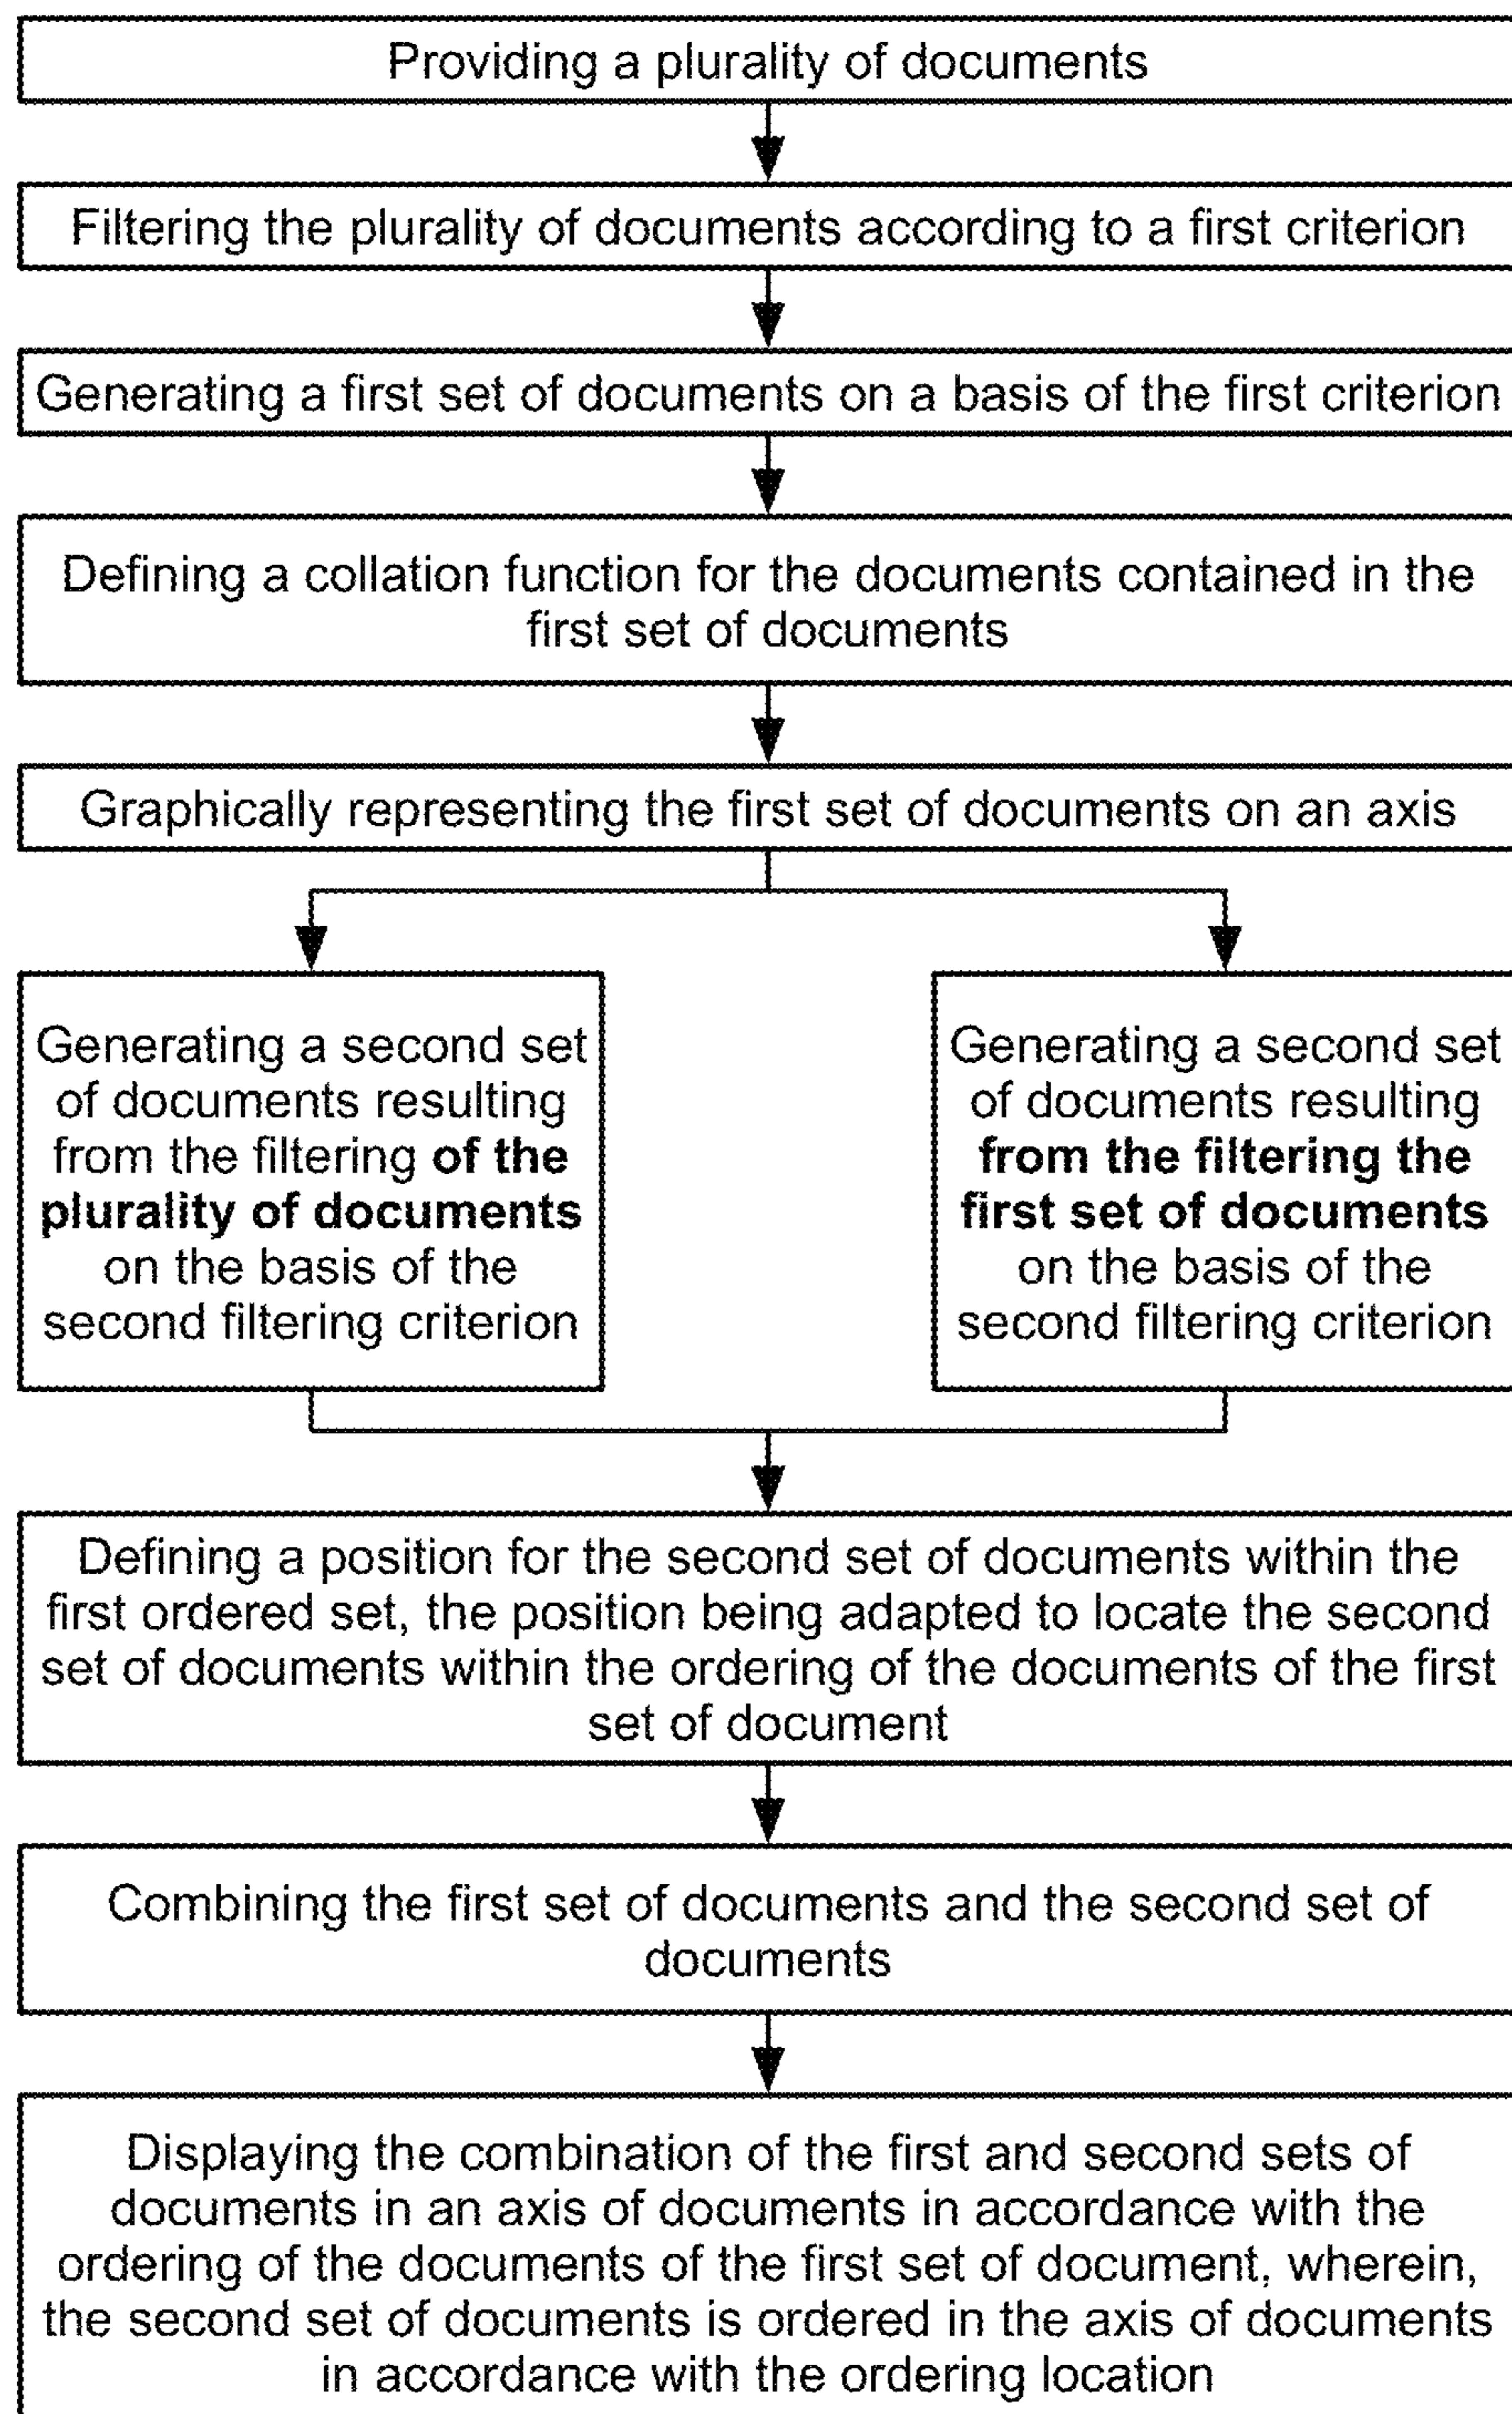 Providing a plurality of documents
Filtering the plurality of documents according to a first criterion
Generating a first set of documents on a basis of the first criterion
Defining a collation function for the documents contained in the
first set of documents
Graphically representing the first set of documents on an axis
Generating a second set
of documents resulting
from the filtering of the
plurality of documents
on the basis of the
second filtering criterion
Generating a second set
of documents resulting
from the filtering the
first set of documents
on the basis of the
second filtering criterion
Defining a position for the second set of documents within the
first ordered set, the position being adapted to locate the second
set of documents within the ordering of the documents of the first
set of document
Combining the first set of documents and the second set of
documents
Displaying the combination of the first and second sets of
documents in an axis of documents in accordance with the
ordering of the documents of the first set of document, wherein,
the second set of documents is ordered in the axis of documents
in accordance with the ordering location